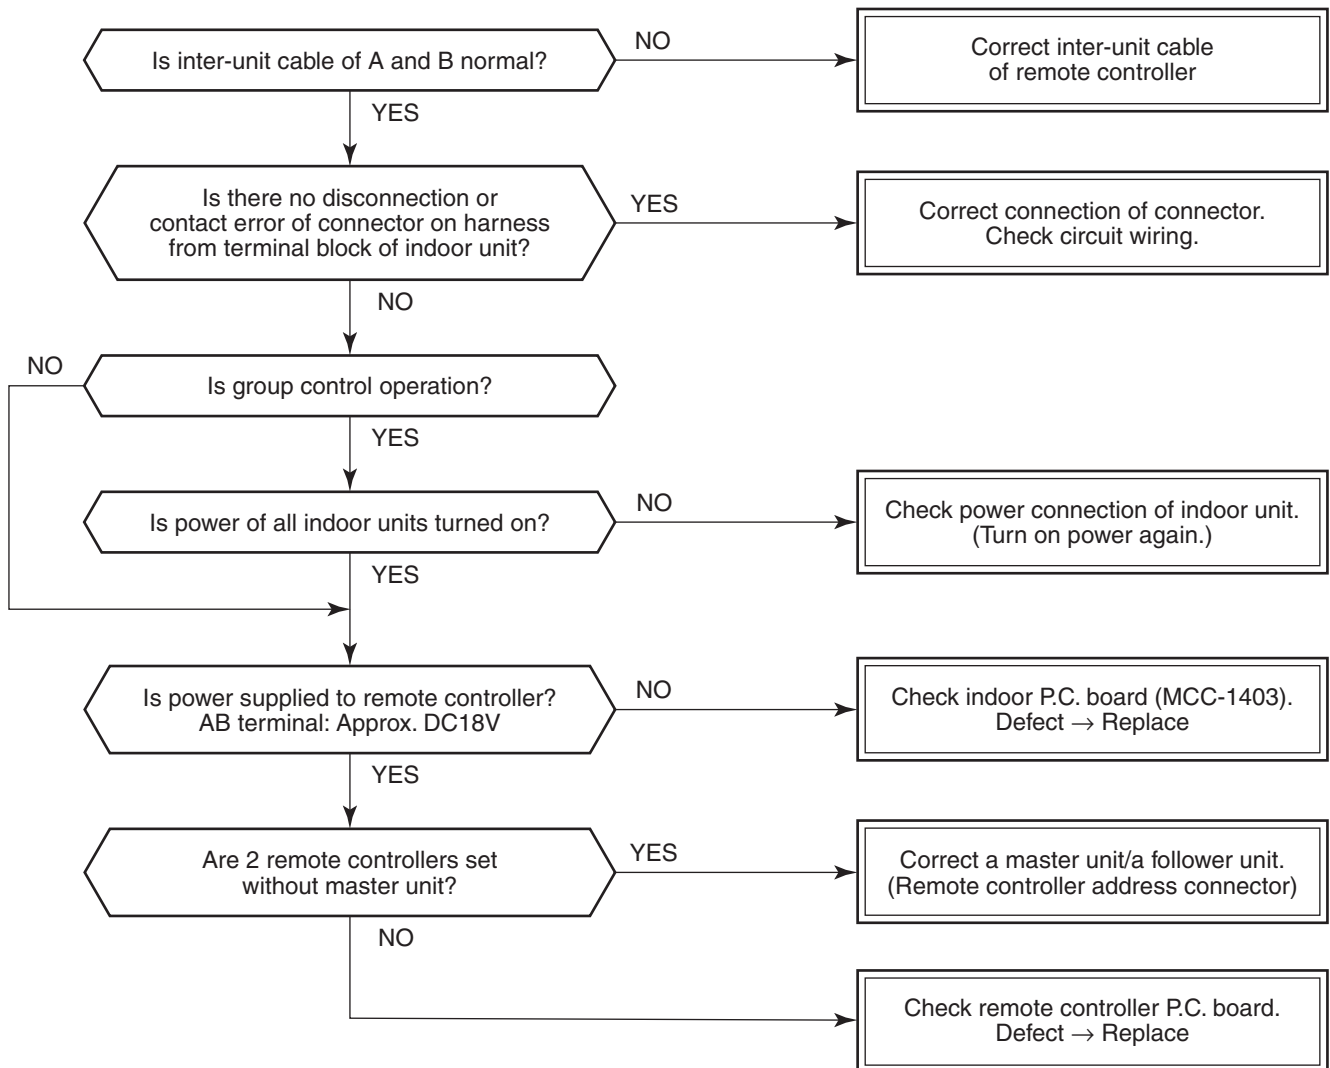 Is inter-unit cable of A and B normal?
NO
Correct inter-unit cable
of remote controller
YES
Is there no disconnection or
contact error of connector on harness
from terminal block of indoor unit?
YES
Correct connection of connector.
Check circuit wiring.
NO
Is group control operation?
NO
YES
Is power of all indoor units turned on?
NO
Check power connection of indoor unit.
(Turn on power again.)
YES
Is power supplied to remote controller?
AB terminal: Approx. DC18V
NO
Check indoor P.C. board (MCC-1403).
Defect → Replace
YES
Are 2 remote controllers set
without master unit?
YES
Correct a master unit/a follower unit.
(Remote controller address connector)
NO
Check remote controller P.C. board.
Defect → Replace